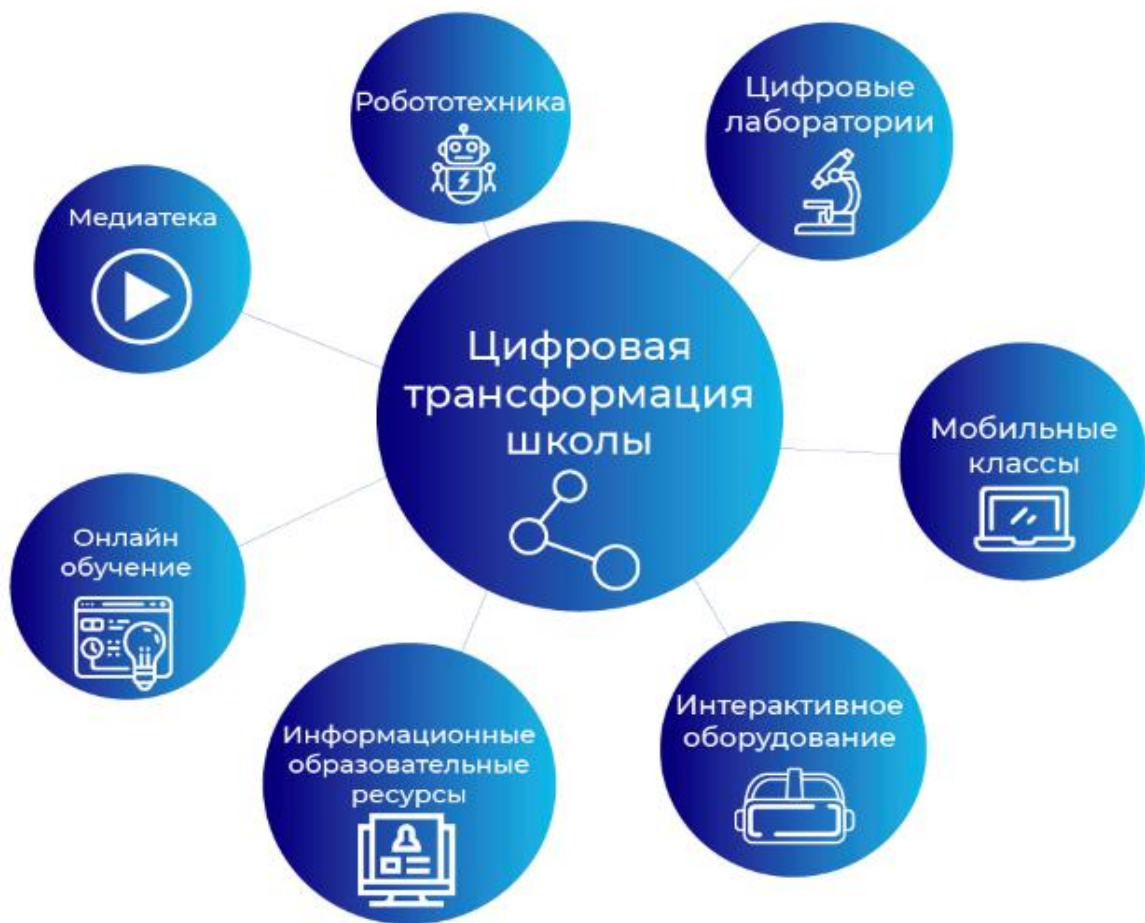 Робототехника
Цифровые
лаборатории
Медиатека
Цифровая
трансформация
школы
Мобильные
классы
Онлайн
обучение
Интерактивное
оборудование
Информационные
образовательные
ресурсы